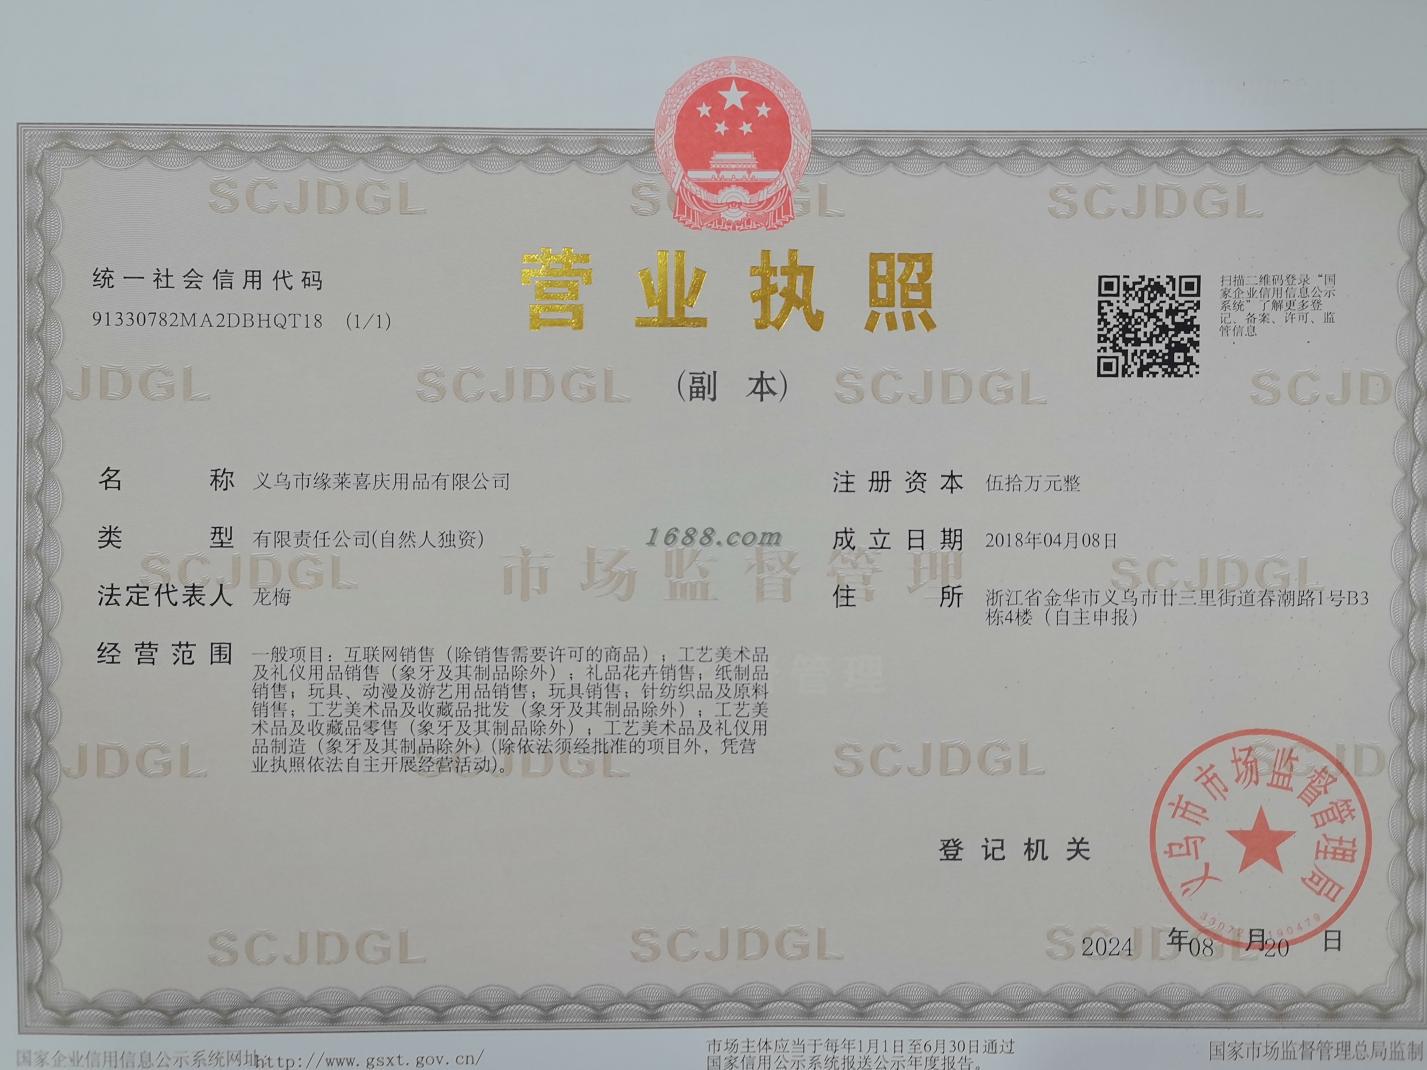 SCJDGL SCJDGL SCJDGL
统一社会信用代码
91330782MA2DBHQT18 (1/1)
营业执照
(副 本)
扫描二维码登录“国
家企业信用信息公示
系统”了解更多登
记、备案、许可、监
管信息
JDGL SCJDGL SCJDGL SCJD
名 称 义乌市缘莱喜庆用品有限公司
类 型 有限责任公司(自然人独资)
法定代表人 龙梅
经营范围 一般项目：互联网销售（除销售需要许可的商品）；工艺美术品
及礼仪用品销售（象牙及其制品除外）；礼品花卉销售；纸制品
销售；玩具、动漫及游艺用品销售；玩具销售；针纺织品及原料
销售；工艺美术品及收藏品批发（象牙及其制品除外）；工艺美
术品及收藏品零售（象牙及其制品除外）；工艺美术品及礼仪用
品制造（象牙及其制品除外）(除依法须经批准的项目外，凭营
业执照依法自主开展经营活动)。
注册资本 伍拾万元整
成立日期 2018年04月08日
住 所 浙江省金华市义乌市廿三里街道春潮路1号B3
栋4楼（自主申报）
1688.com
SCJDGL 市场监督管理 SCJDGL
管理
JDGL SCJDGL SCJDGL SCJD
登记机关
义乌市市场监督管理局
2024 年08 月20 日
SCJDGL SCJDGL SCJDGL
国家企业信用信息公示系统网址:http://www.gsxt.gov.cn/
市场主体应当于每年1月1日至6月30日通过
国家信用公示系统报送公示年度报告。
国家市场监督管理总局监制